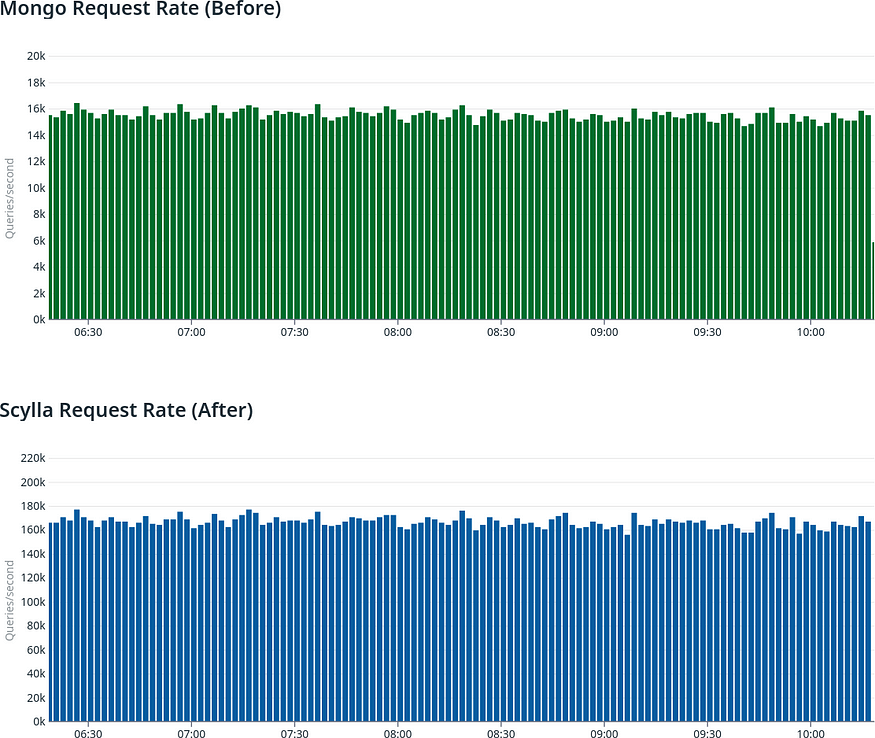 Mongo Request Rate (Before)
20k
18k
16k
14k
12k
10k
8k
6k
4k
2k
0k
Queries/second
06:30 07:00 07:30 08:00 08:30 09:00 09:30 10:00
Scylla Request Rate (After)
220k
200k
180k
160k
140k
120k
100k
80k
60k
40k
20k
0k
Queries/second
06:30 07:00 07:30 08:00 08:30 09:00 09:30 10:00